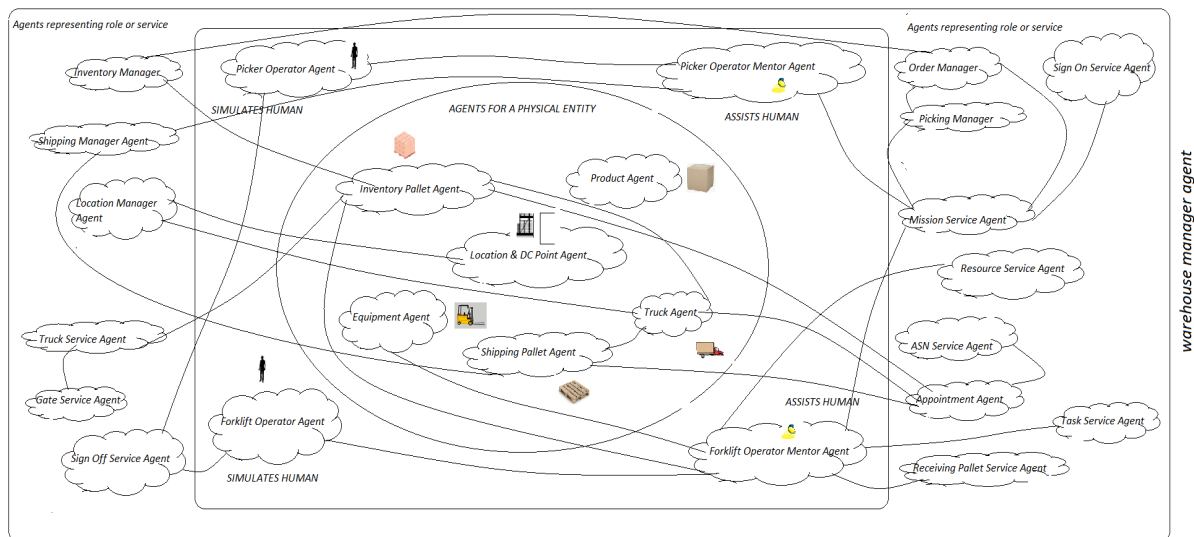 Agents representing role or service
Agents representing role or service
Inventory Manager
Picker Operator Agent
Picker Operator Mentor Agent
Order Manager
Sign On Service Agent
SIMULATES HUMAN
AGENTS FOR A PHYSICAL ENTITY
ASSISTS HUMAN
Picking Manager
Shipping Manager Agent
Inventory Pallet Agent
Product Agent
Location Manager
Agent
Mission Service Agent
Location & DC Point Agent
Resource Service Agent
Equipment Agent
Truck Agent
Truck Service Agent
Shipping Pallet Agent
ASN Service Agent
Gate Service Agent
ASSISTS HUMAN
Appointment Agent
Forklift Operator Agent
Task Service Agent
Sign Off Service Agent
Forklift Operator Mentor Agent
Receiving Pallet Service Agent
SIMULATES HUMAN
warehouse manager agent